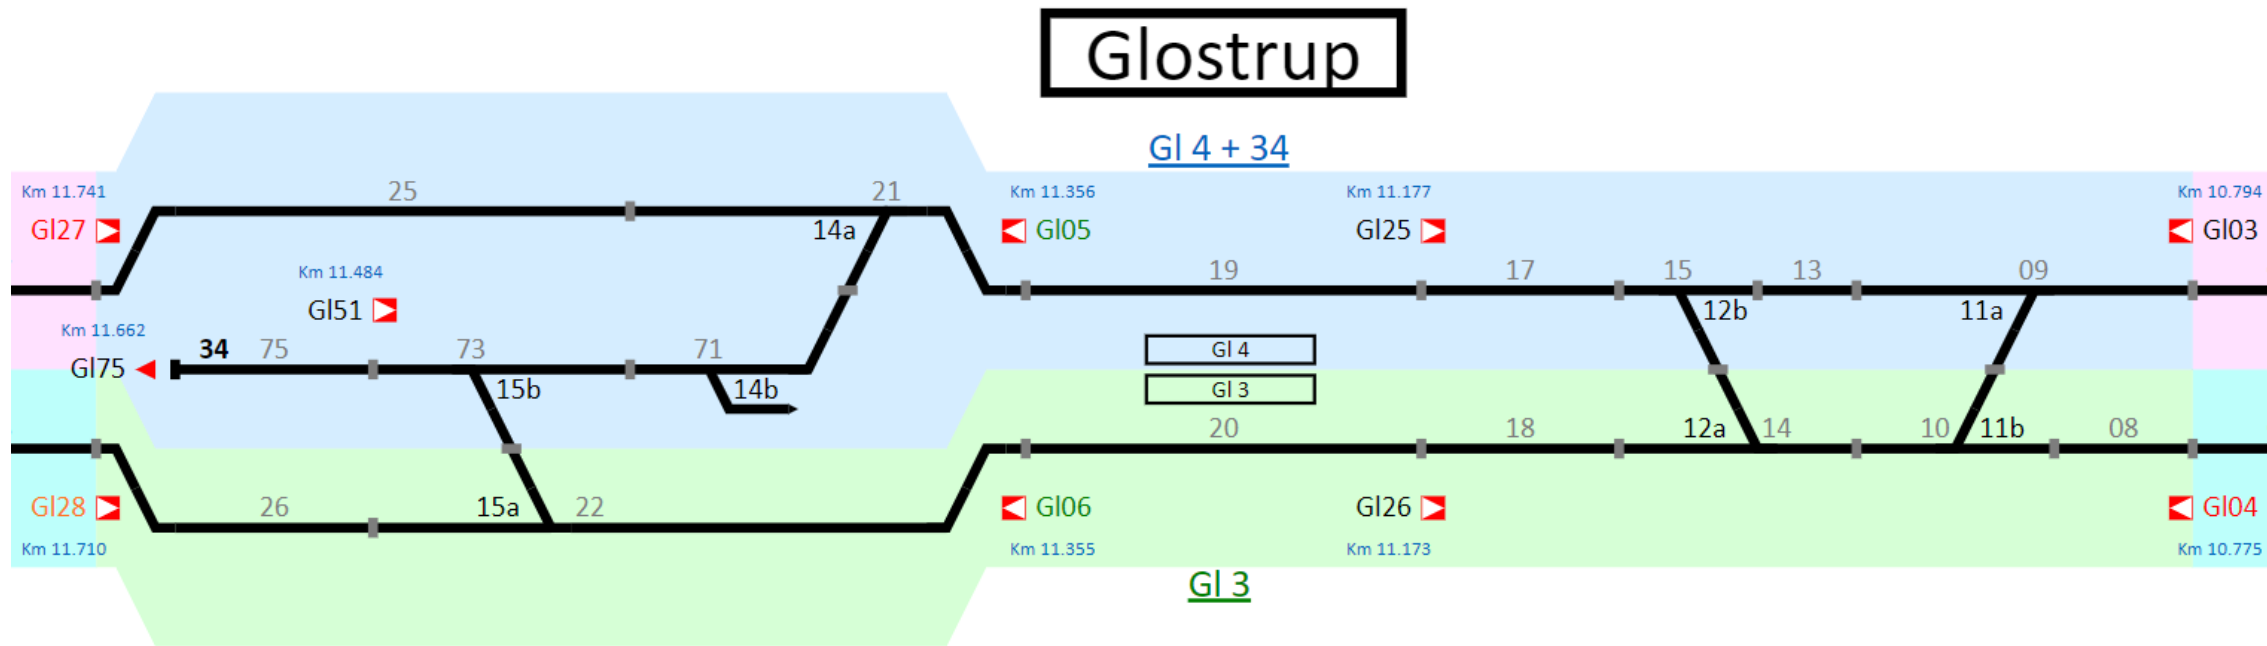 Glostrup
Gl 4 + 34
Km 11.741
25
21
Km 11.356
Km 11.177
Km 10.794
Gl27
14a
Gl05
Gl25
Gl03
Km 11.484
19
17
15
13
09
Gl51
12b
11a
Km 11.662
34
75
73
71
Gl 4
Gl75
15b
14b
Gl 3
20
18
12a
14
10
11b
08
Gl28
26
15a
22
Gl06
Gl26
Gl04
Km 11.710
Km 11.355
Km 11.173
Km 10.775
Gl 3